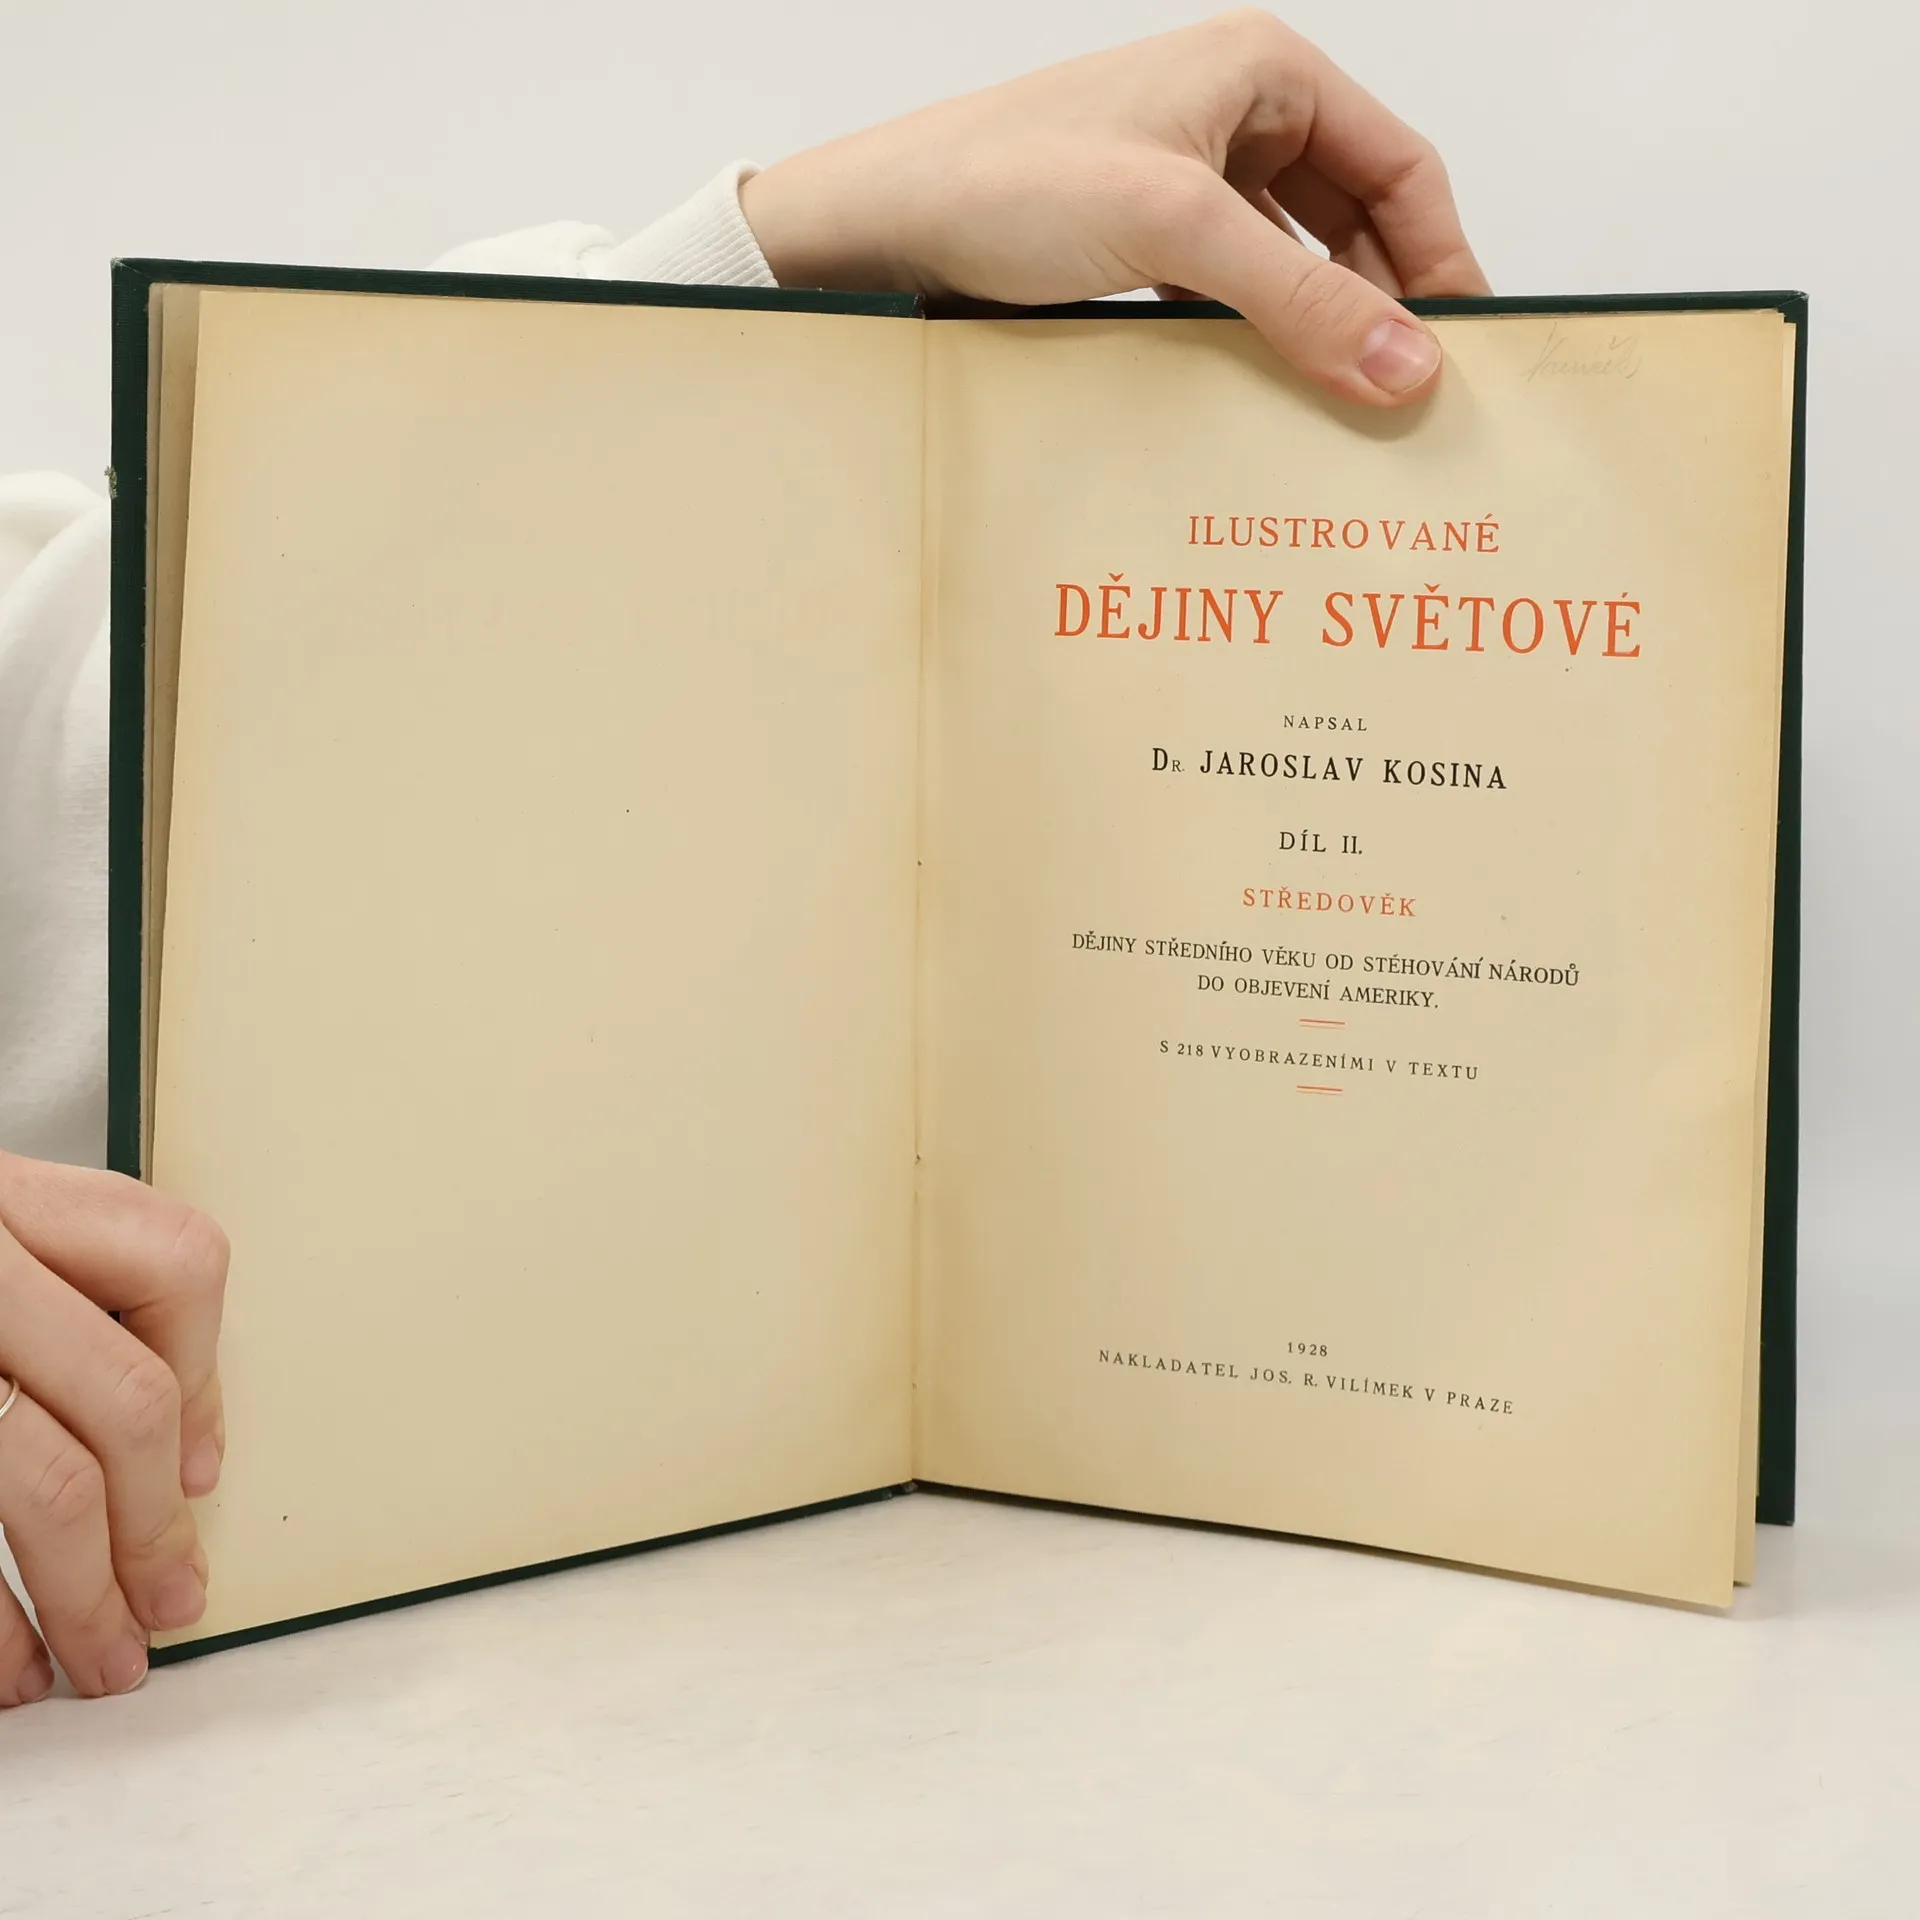 ILUSTROVANÉ
DĚJINY SVĚTOVÉ
NAPSAL
DR. JAROSLAV KOSINA
DÍL II.
STŘEDOVĚK
DĚJINY STŘEDNÍHO VĚKU OD STĚHOVÁNÍ NÁRODŮ
DO OBJEVENÍ AMERIKY.
S 218 VYOBRAZENÍMI V TEXTU
1928
NAKLADATEL JOS. R. VILÍMEK V PRAZE